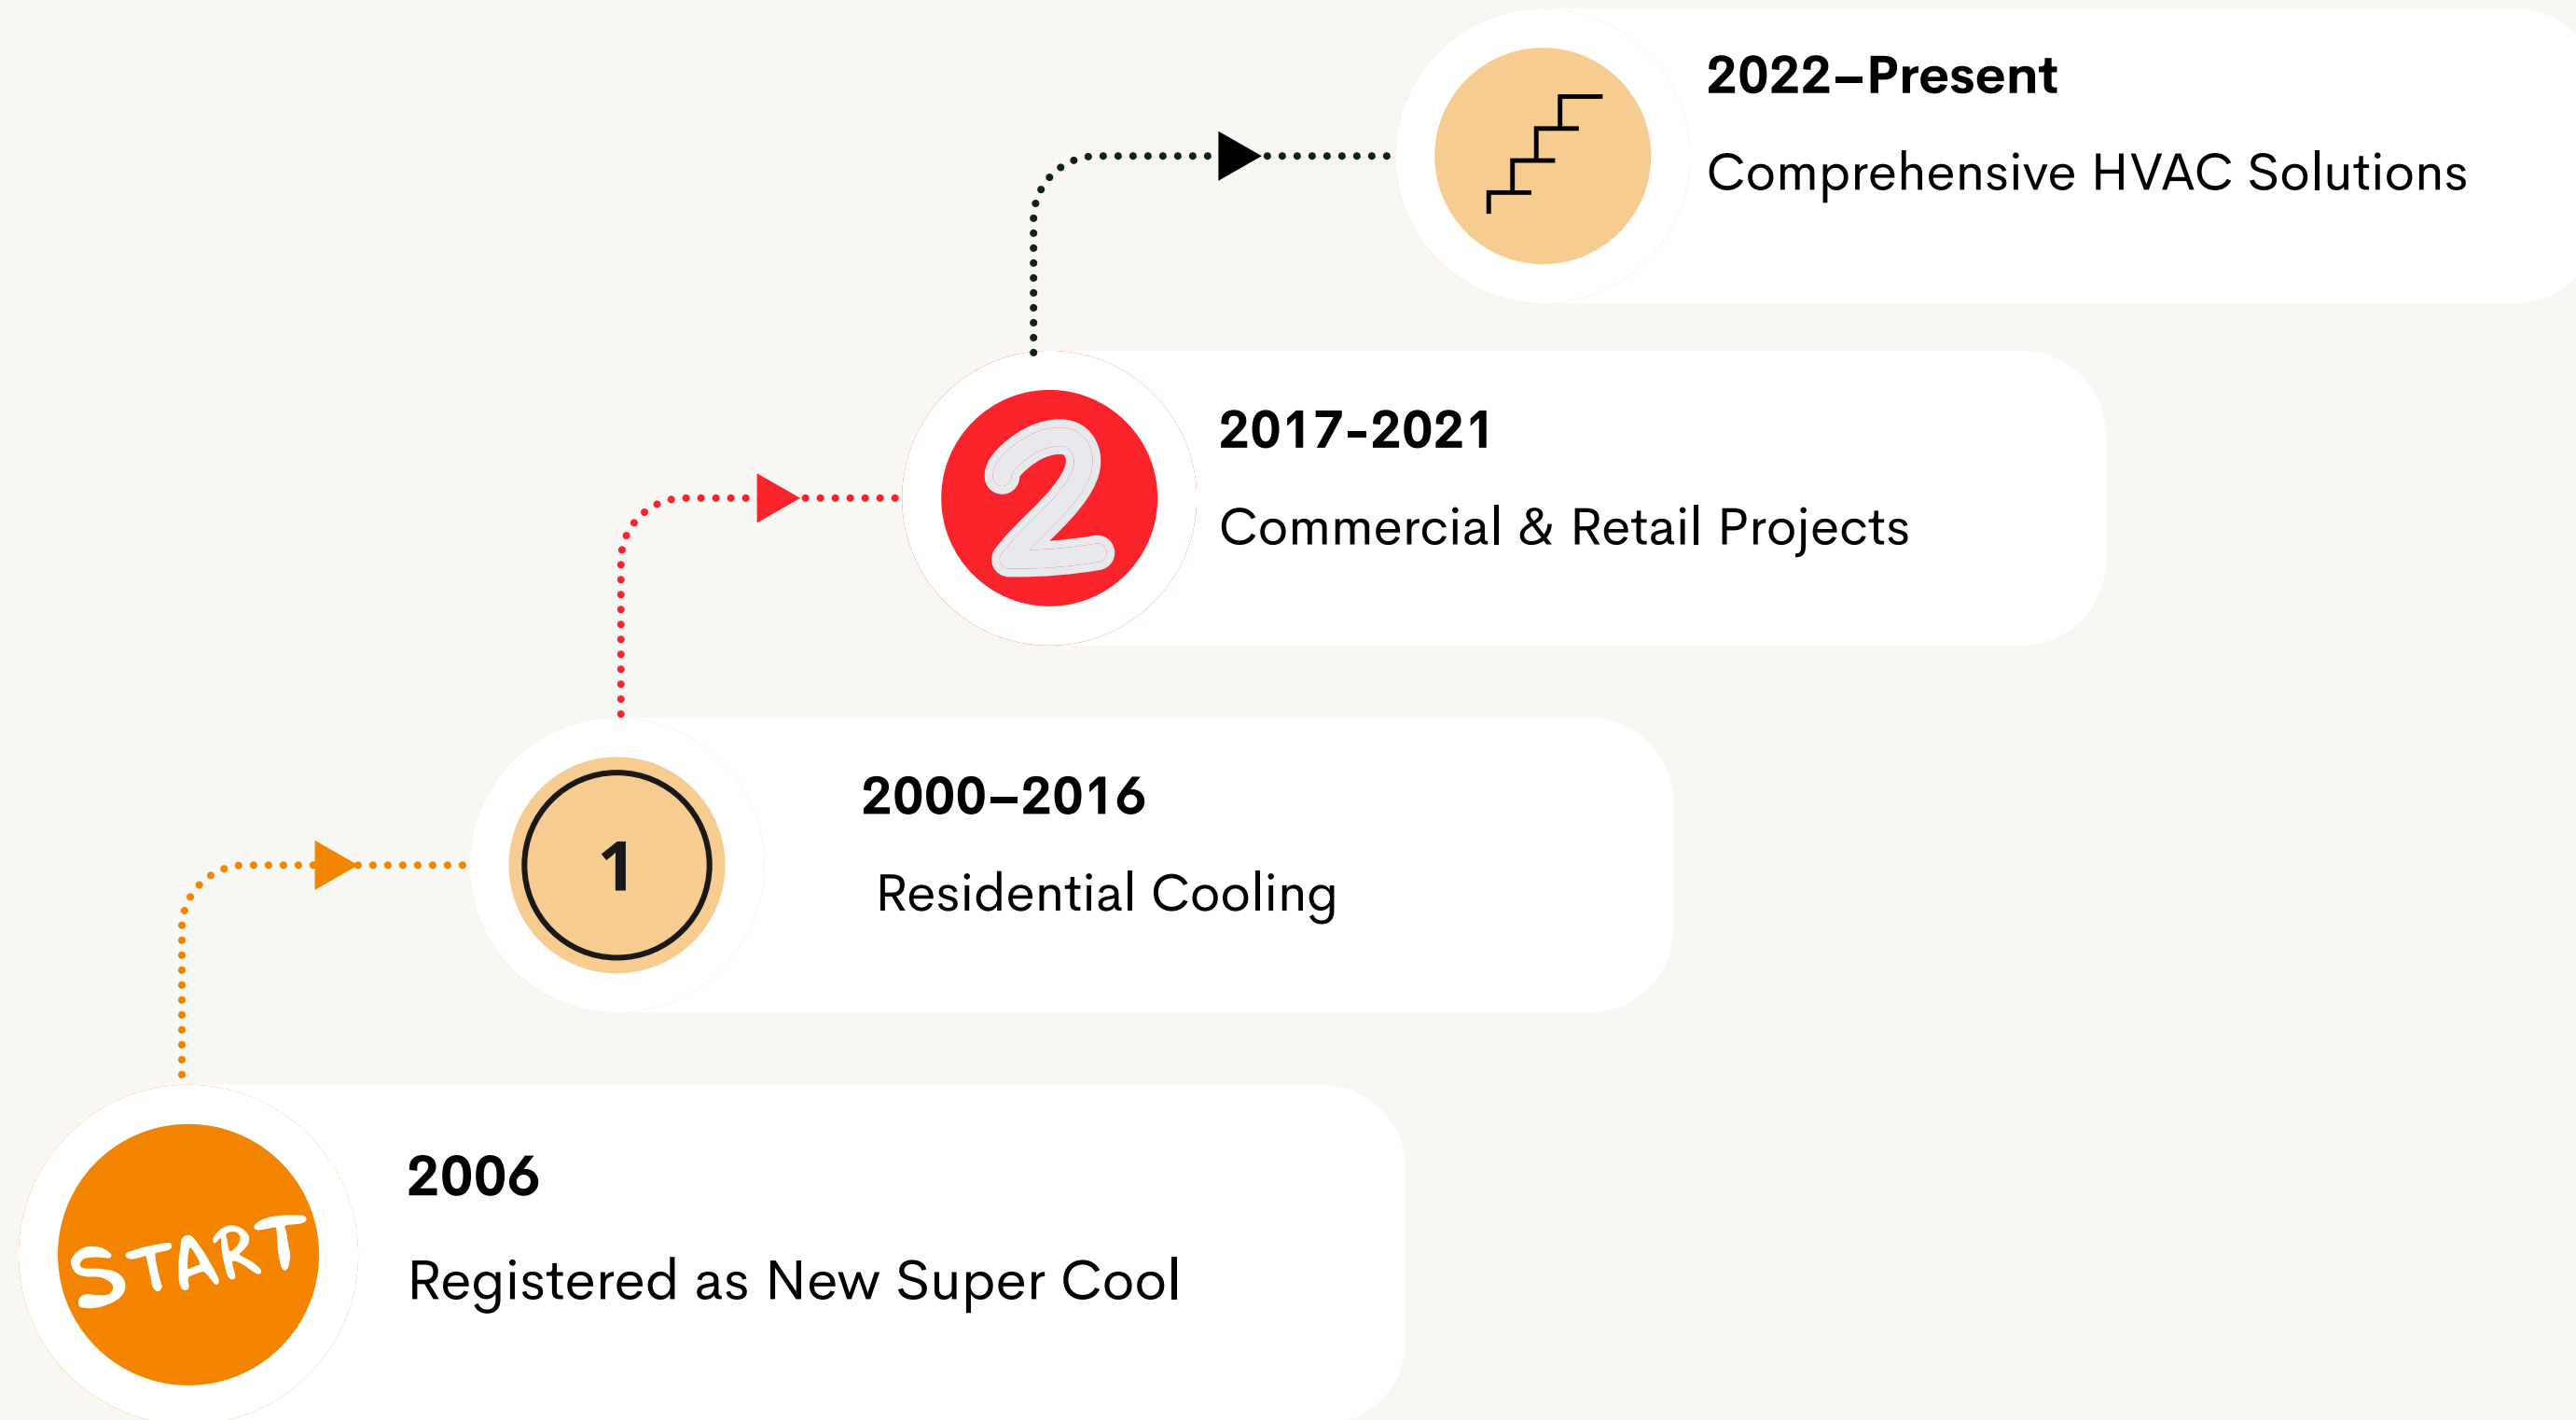 2022–Present
Comprehensive HVAC Solutions
2
2017-2021
Commercial & Retail Projects
1
2000–2016
Residential Cooling
START
2006
Registered as New Super Cool